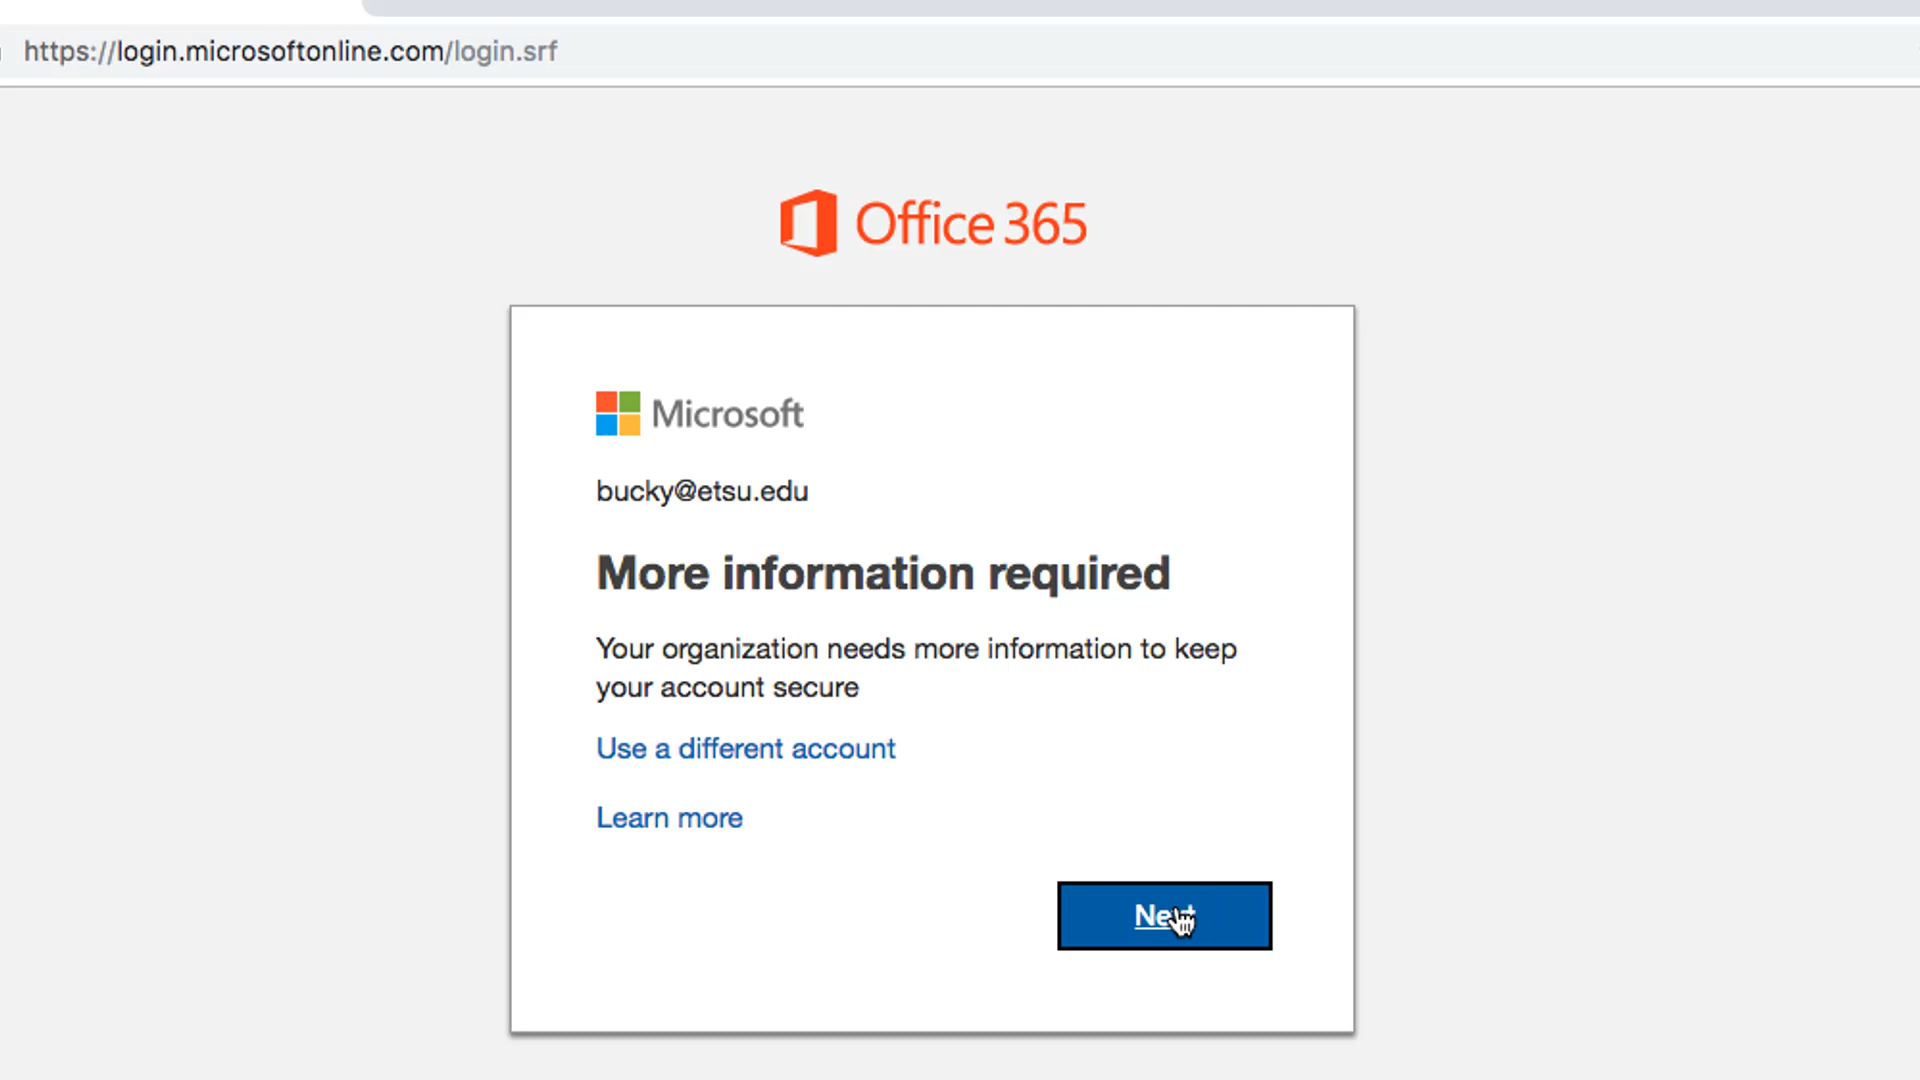 https://login.microsoftonline.com/login.srf
Office 365
Microsoft
bucky@etsu.edu
More information required
Your organization needs more information to keep
your account secure
Use a different account
Learn more
Next